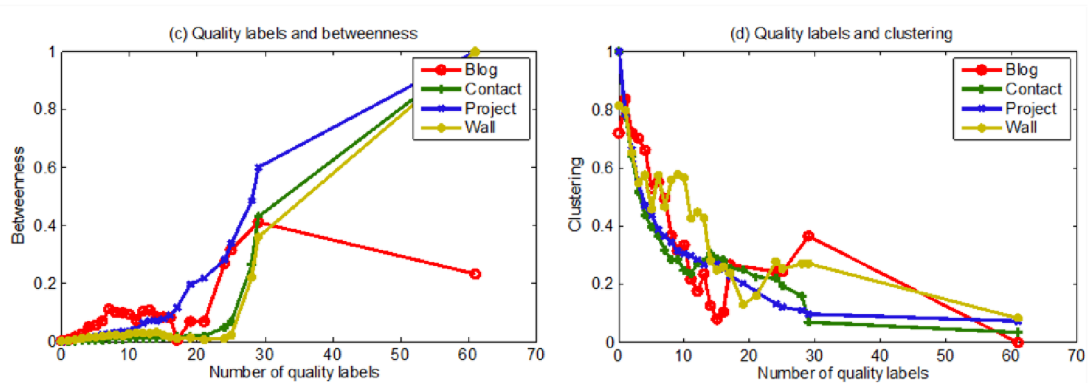 (c) Quality labels and betweenness
1
0.8
0.6
0.4
0.2
0
Betweenness
0 10 20 30 40 50 60 70
Number of quality labels
Blog
Contact
Project
Wall
(d) Quality labels and clustering
1
0.8
0.6
0.4
0.2
0
Clustering
0 10 20 30 40 50 60 70
Number of quality labels
Blog
Contact
Project
Wall